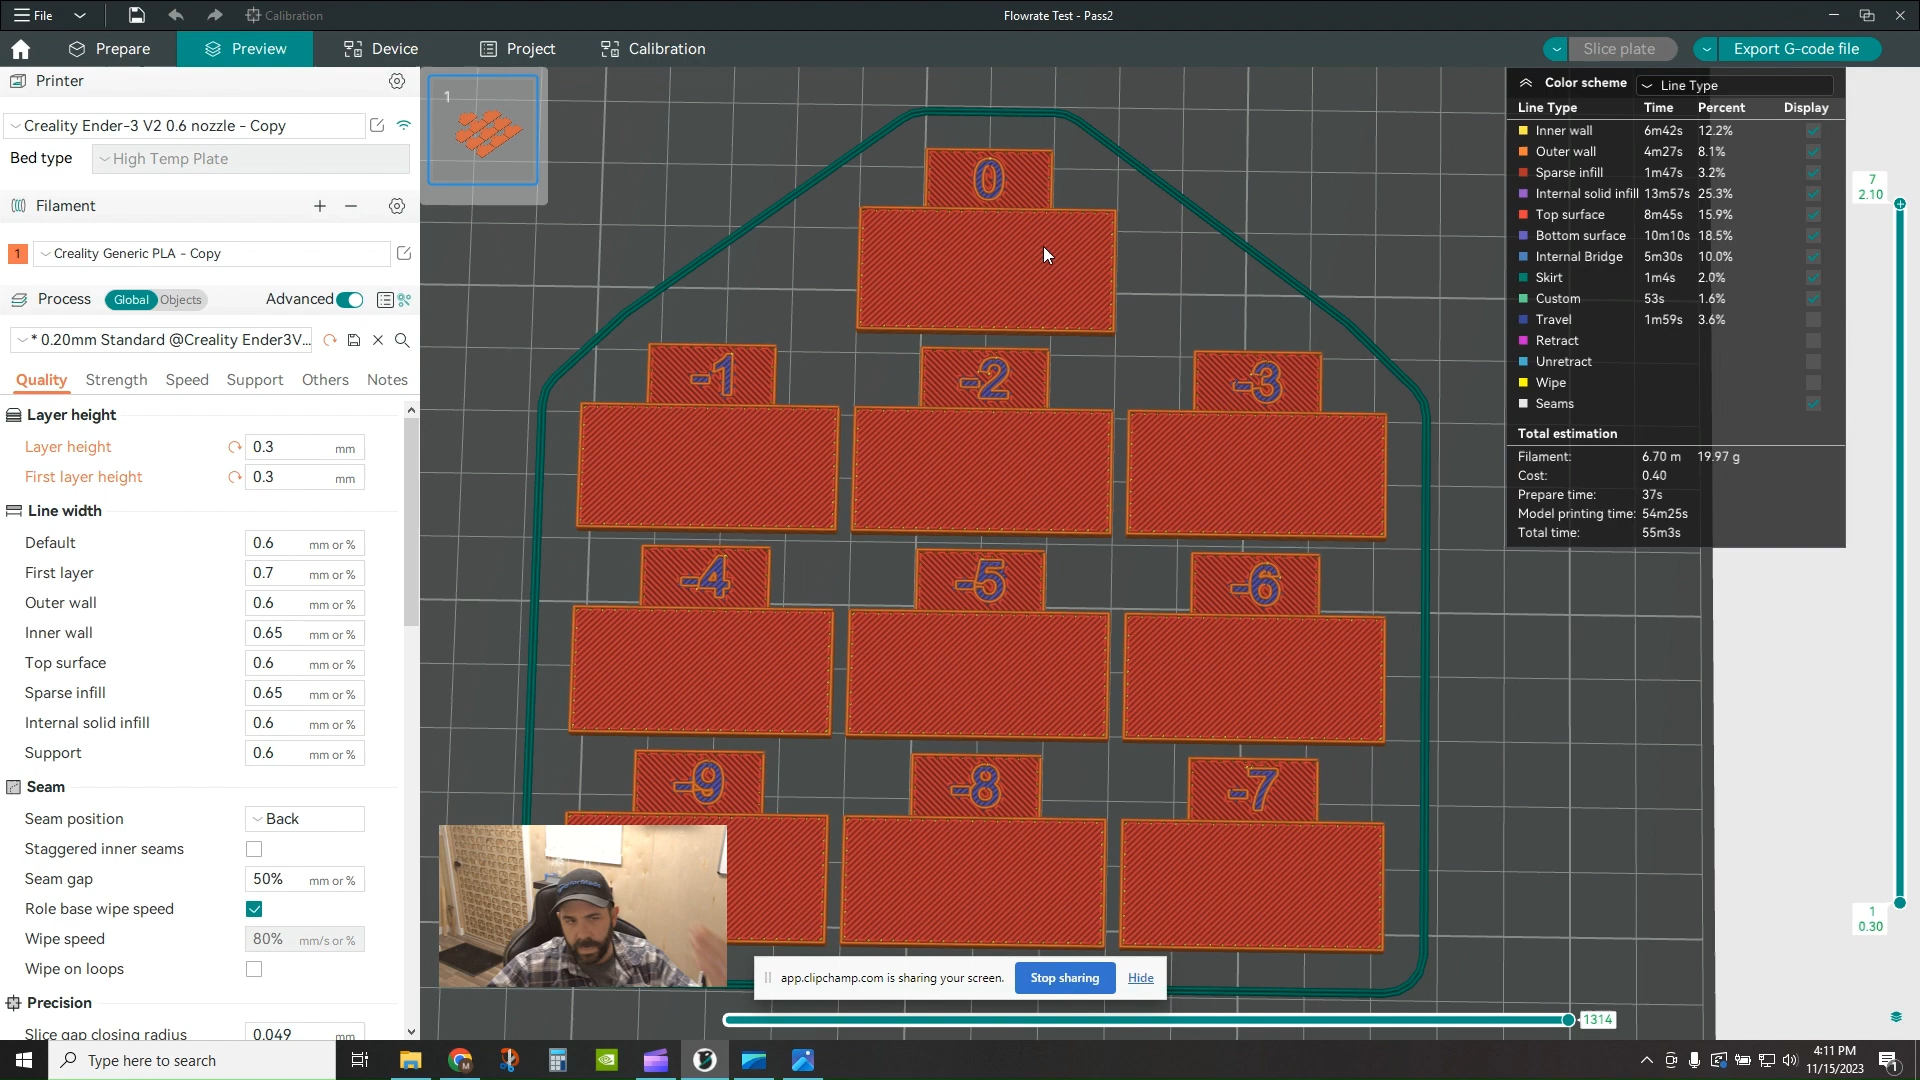 File
Calibration
Flowrate Test - Pass2
Prepare
Preview
Device
Project
Calibration
Slice plate
Export G-code file
Printer
Creality Ender-3 V2 0.6 nozzle - Copy
Bed type
High Temp Plate
Filament
1
Creality Generic PLA - Copy
Process
Global
Objects
Advanced
* 0.20mm Standard @Creality Ender3V...
Quality
Strength
Speed
Support
Others
Notes
Layer height
Layer height 0.3 mm
First layer height 0.3 mm
Line width
Default 0.6 mm or %
First layer 0.7 mm or %
Outer wall 0.6 mm or %
Inner wall 0.65 mm or %
Top surface 0.6 mm or %
Sparse infill 0.65 mm or %
Internal solid infill 0.6 mm or %
Support 0.6 mm or %
Seam
Seam position Back
Staggered inner seams
Seam gap 50% mm or %
Role base wipe speed
Wipe speed 80% mm/s or %
Wipe on loops
Precision
Slice gap closing radius 0.049 mm
1
0
-1
-2
-3
-4
-5
-6
-9
-8
-7
Color scheme Line Type
Line Type Time Percent Display
Inner wall 6m42s 12.2%
Outer wall 4m27s 8.1%
Sparse infill 1m47s 3.2%
Internal solid infill 13m57s 25.3%
Top surface 8m45s 15.9%
Bottom surface 10m10s 18.5%
Internal Bridge 5m30s 10.0%
Skirt 1m4s 2.0%
Custom 53s 1.6%
Travel 1m59s 3.6%
Retract
Unretract
Wipe
Seams
Total estimation
Filament: 6.70 m 19.97 g
Cost: 0.40
Prepare time: 37s
Model printing time: 54m25s
Total time: 55m3s
7
2.10
1
0.30
app.clipchamp.com is sharing your screen.
Stop sharing
Hide
1314
Type here to search
4:11 PM
11/15/2023
1